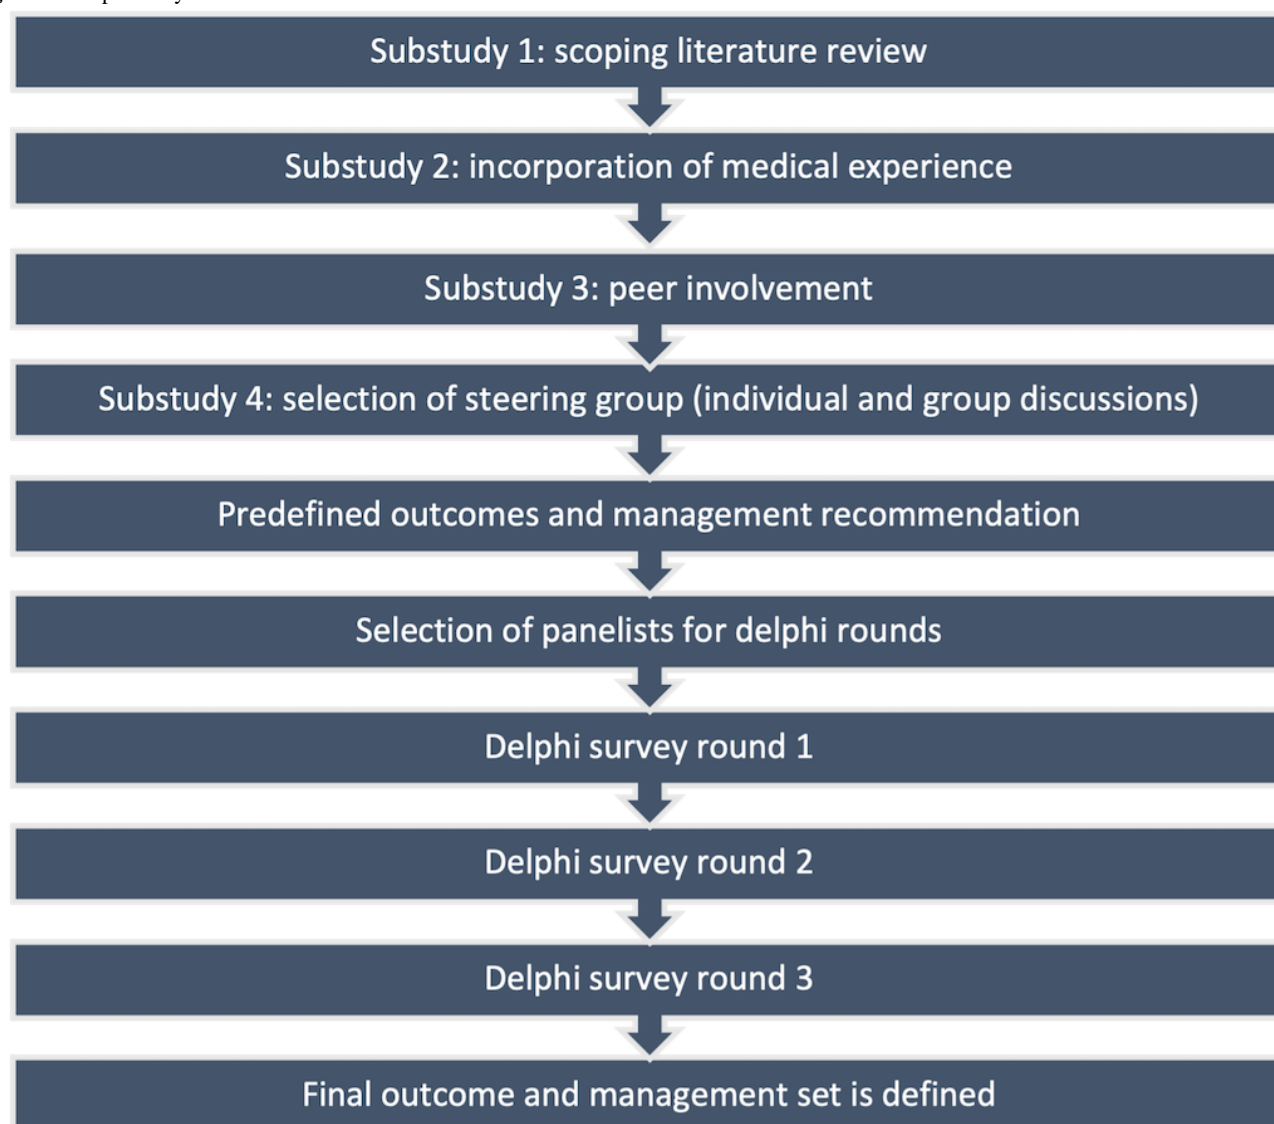 Substudy 1: scoping literature review
Substudy 2: incorporation of medical experience
Substudy 3: peer involvement
Substudy 4: selection of steering group (individual and group discussions)
Predefined outcomes and management recommendation
Selection of panelists for delphi rounds
Delphi survey round 1
Delphi survey round 2
Delphi survey round 3
Final outcome and management set is defined